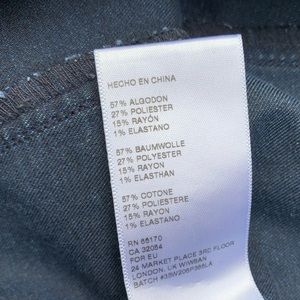 HECHO EN CHINA
57% ALGODON
27% POLIESTER
15% RAYON
1% ELASTANO
57% BAUMWOLLE
27% POLYESTER
15% RAYON
1% ELASTHAN
57% COTONE
27% POLIESTERE
15% RAYON
1% ELASTANO
RN 55170
CA 32054
FOR EU
24 MARKET PLACE 3RD FLOOR
LONDON, UK
BATCH